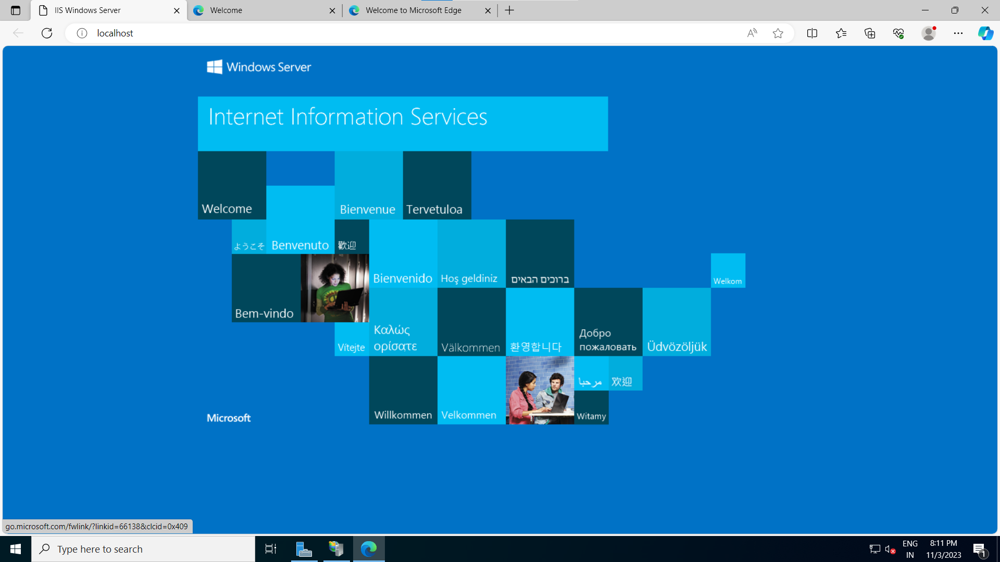 IIS Windows Server
Welcome
Welcome to Microsoft Edge
localhost
Windows Server
Internet Information Services
Welcome
Bienvenue
Tervetuloa
ようこそ
Benvenuto
歡迎
Bienvenido
Hoş geldiniz
ברוכים הבאים
Welkom
Bem-vindo
Vítejte
Καλώς
ορίσατε
Välkommen
환영합니다
Добро
пожаловать
Üdvözöljük
Microsoft
Willkommen
Velkommen
مرحبا
欢迎
Witamy
go.microsoft.com/fwlink/?linkid=66138&clcid=0x409
Type here to search
ENG
IN
8:11 PM
11/3/2023
1